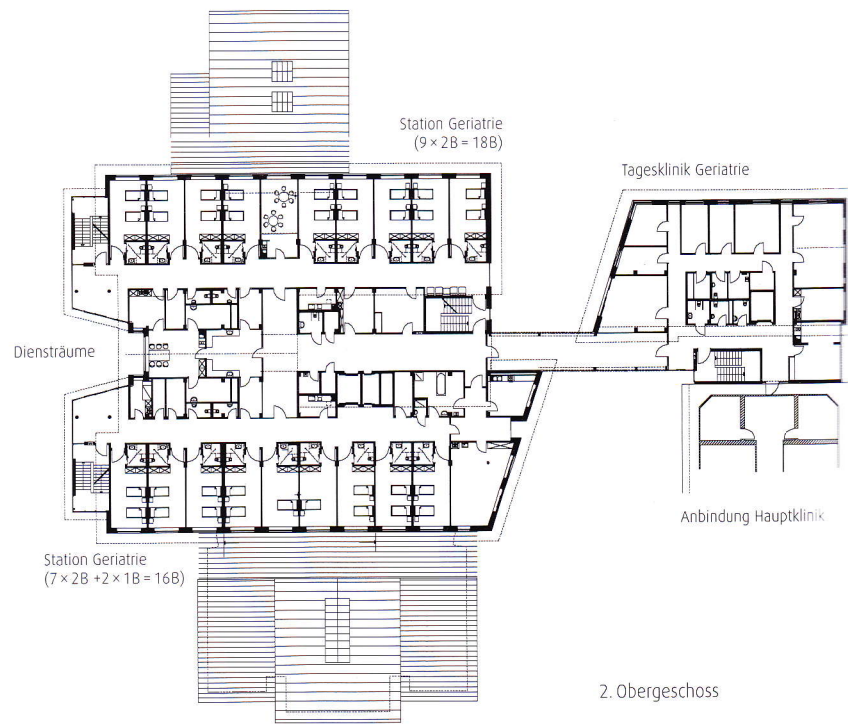 Station Geriatrie
(9 × 2B = 18B)
Tagesklinik Geriatrie
Diensträume
Anbindung Hauptklinik
Station Geriatrie
(7 × 2B +2 × 1B = 16B)
2. Obergeschoss